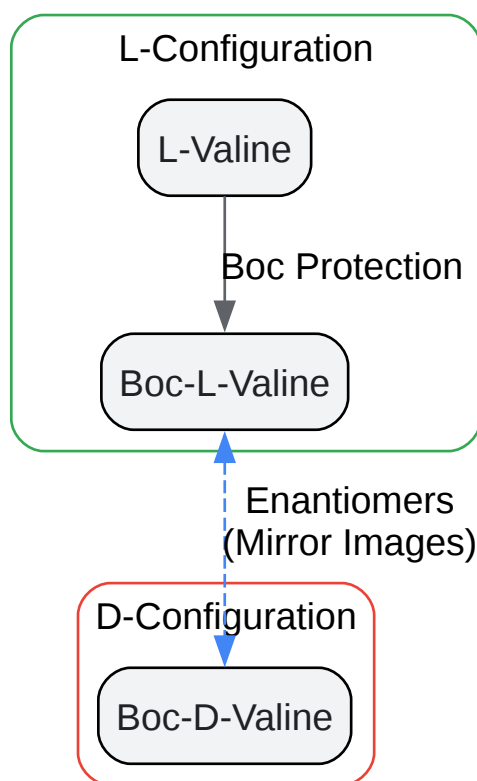 L-Configuration
L-Valine
Boc Protection
Boc-L-Valine
Enantiomers
(Mirror Images)
D-Configuration
Boc-D-Valine